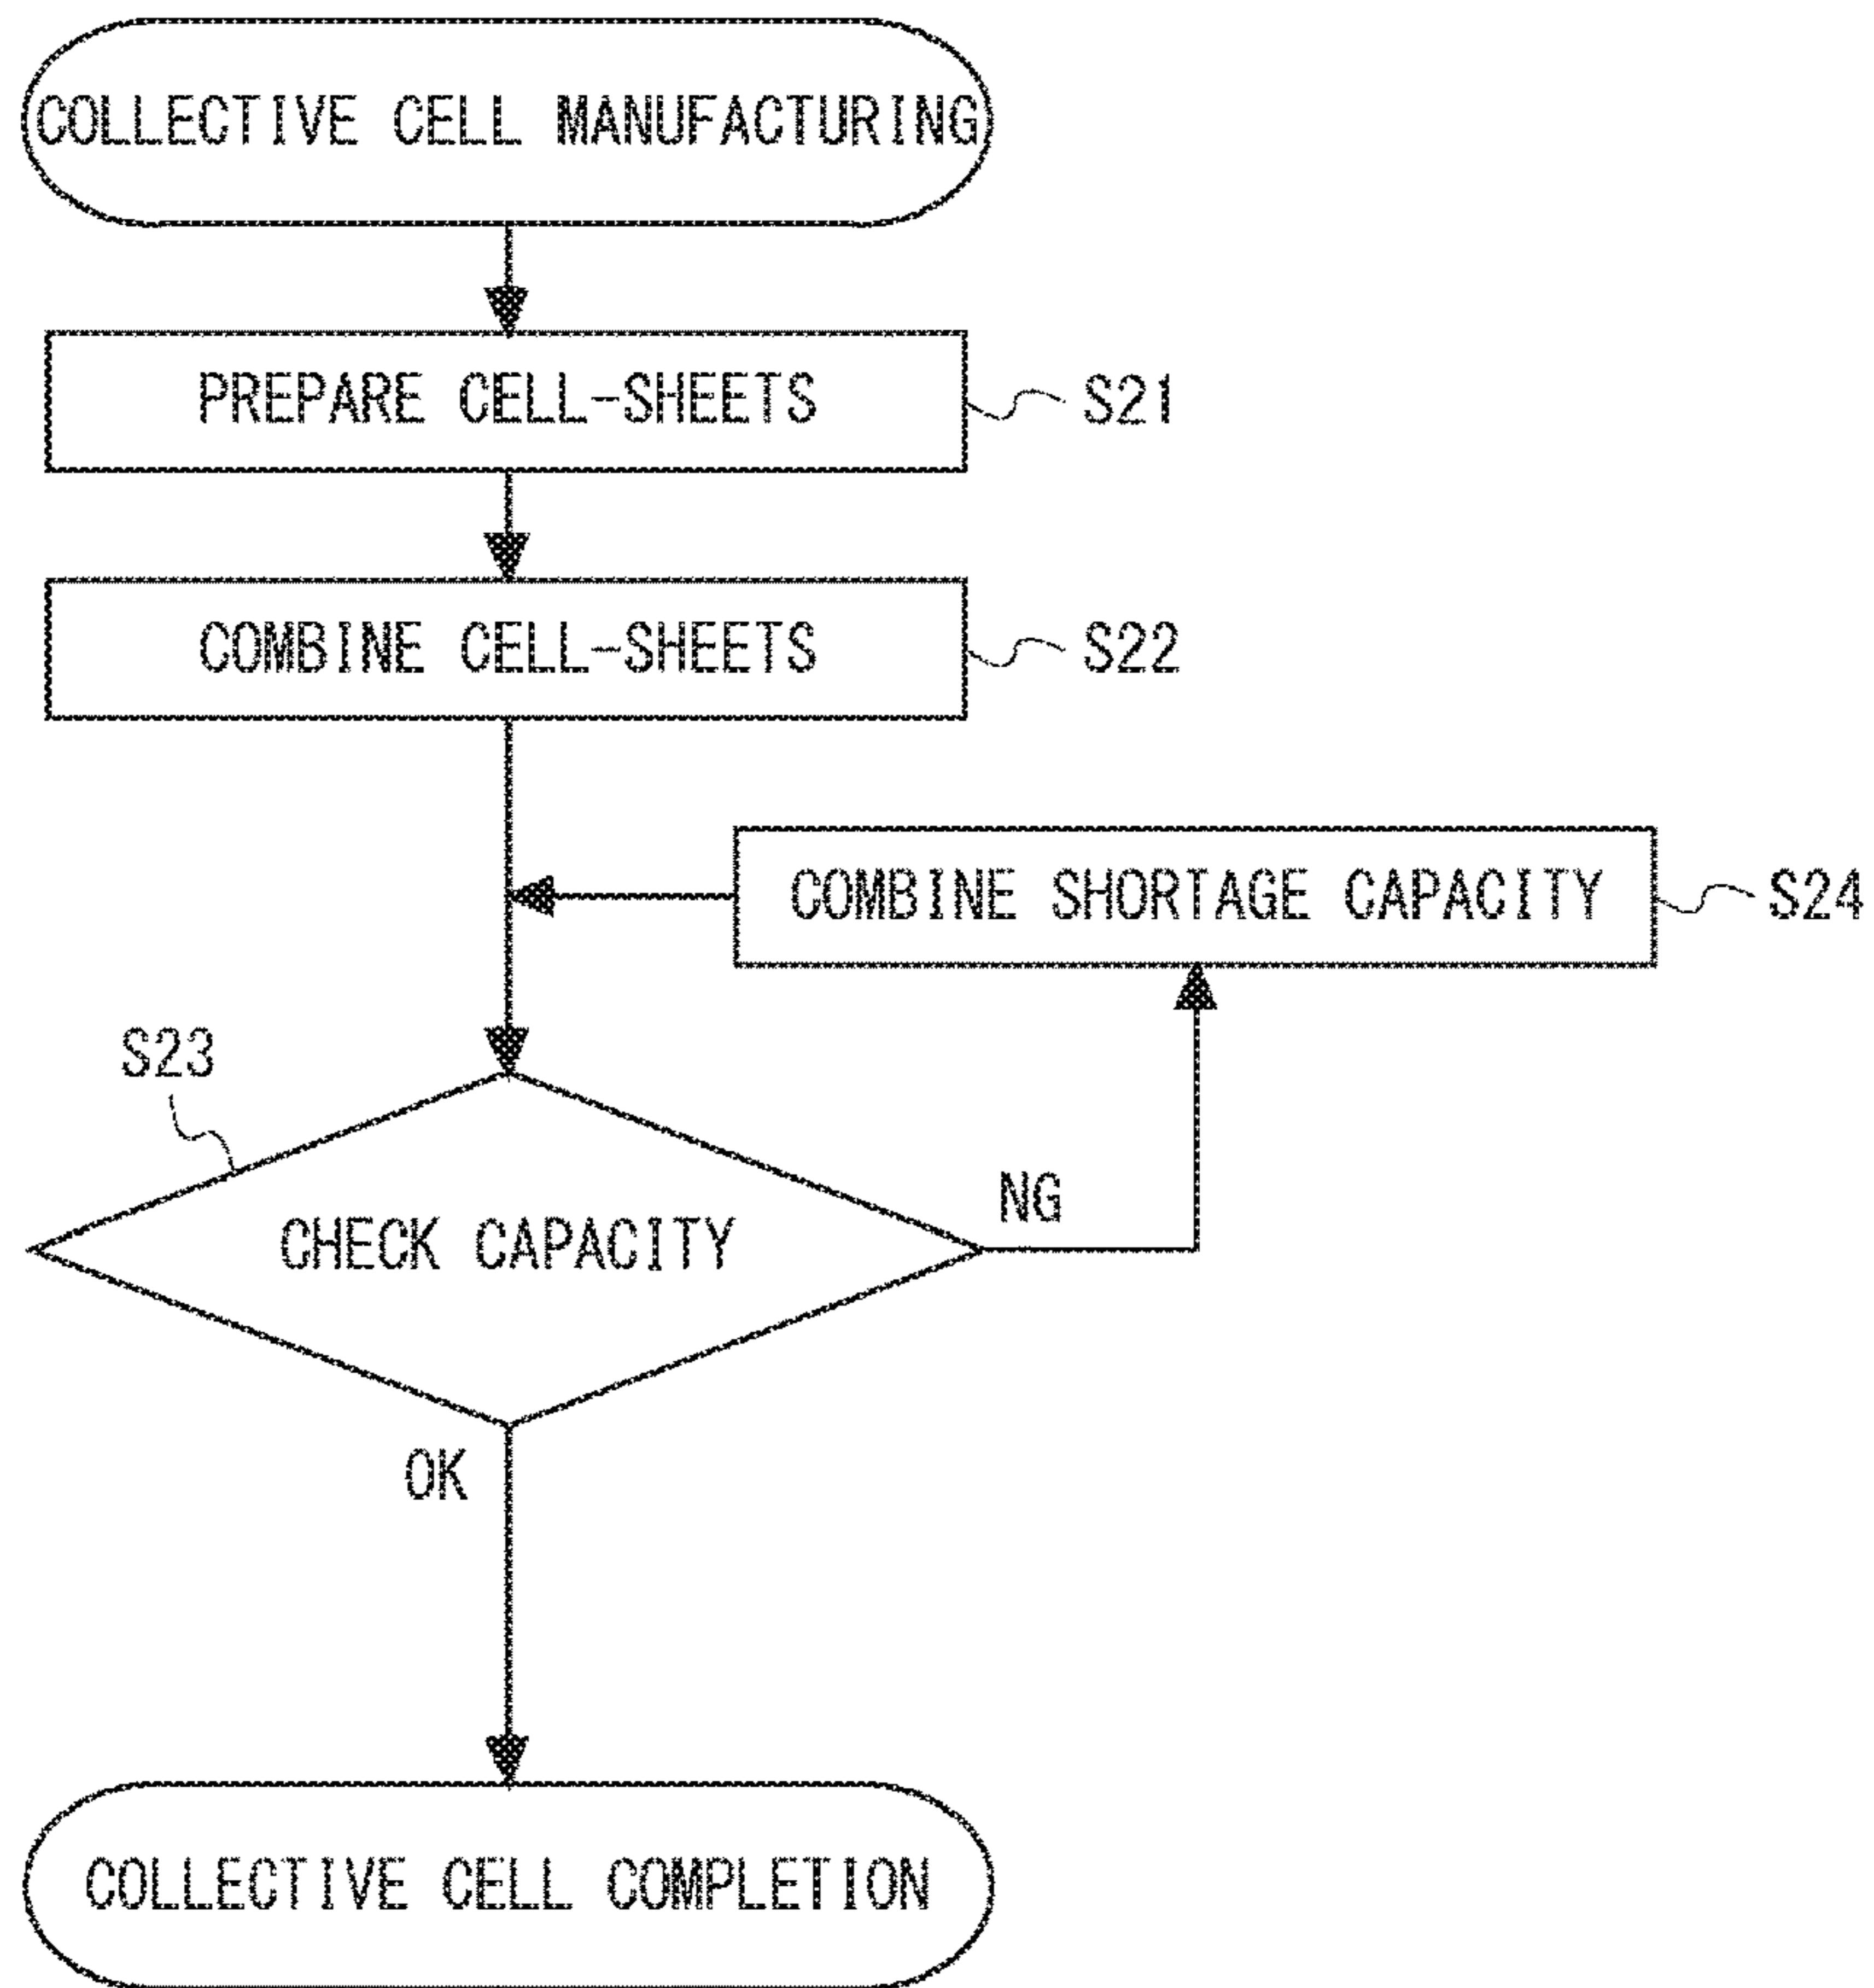 COLLECTIVE CELL MANUFACTURING
PREPARE CELL-SHEETS
S21
COMBINE CELL-SHEETS
S22
COMBINE SHORTAGE CAPACITY
S24
S23
CHECK CAPACITY
NG
OK
COLLECTIVE CELL COMPLETION